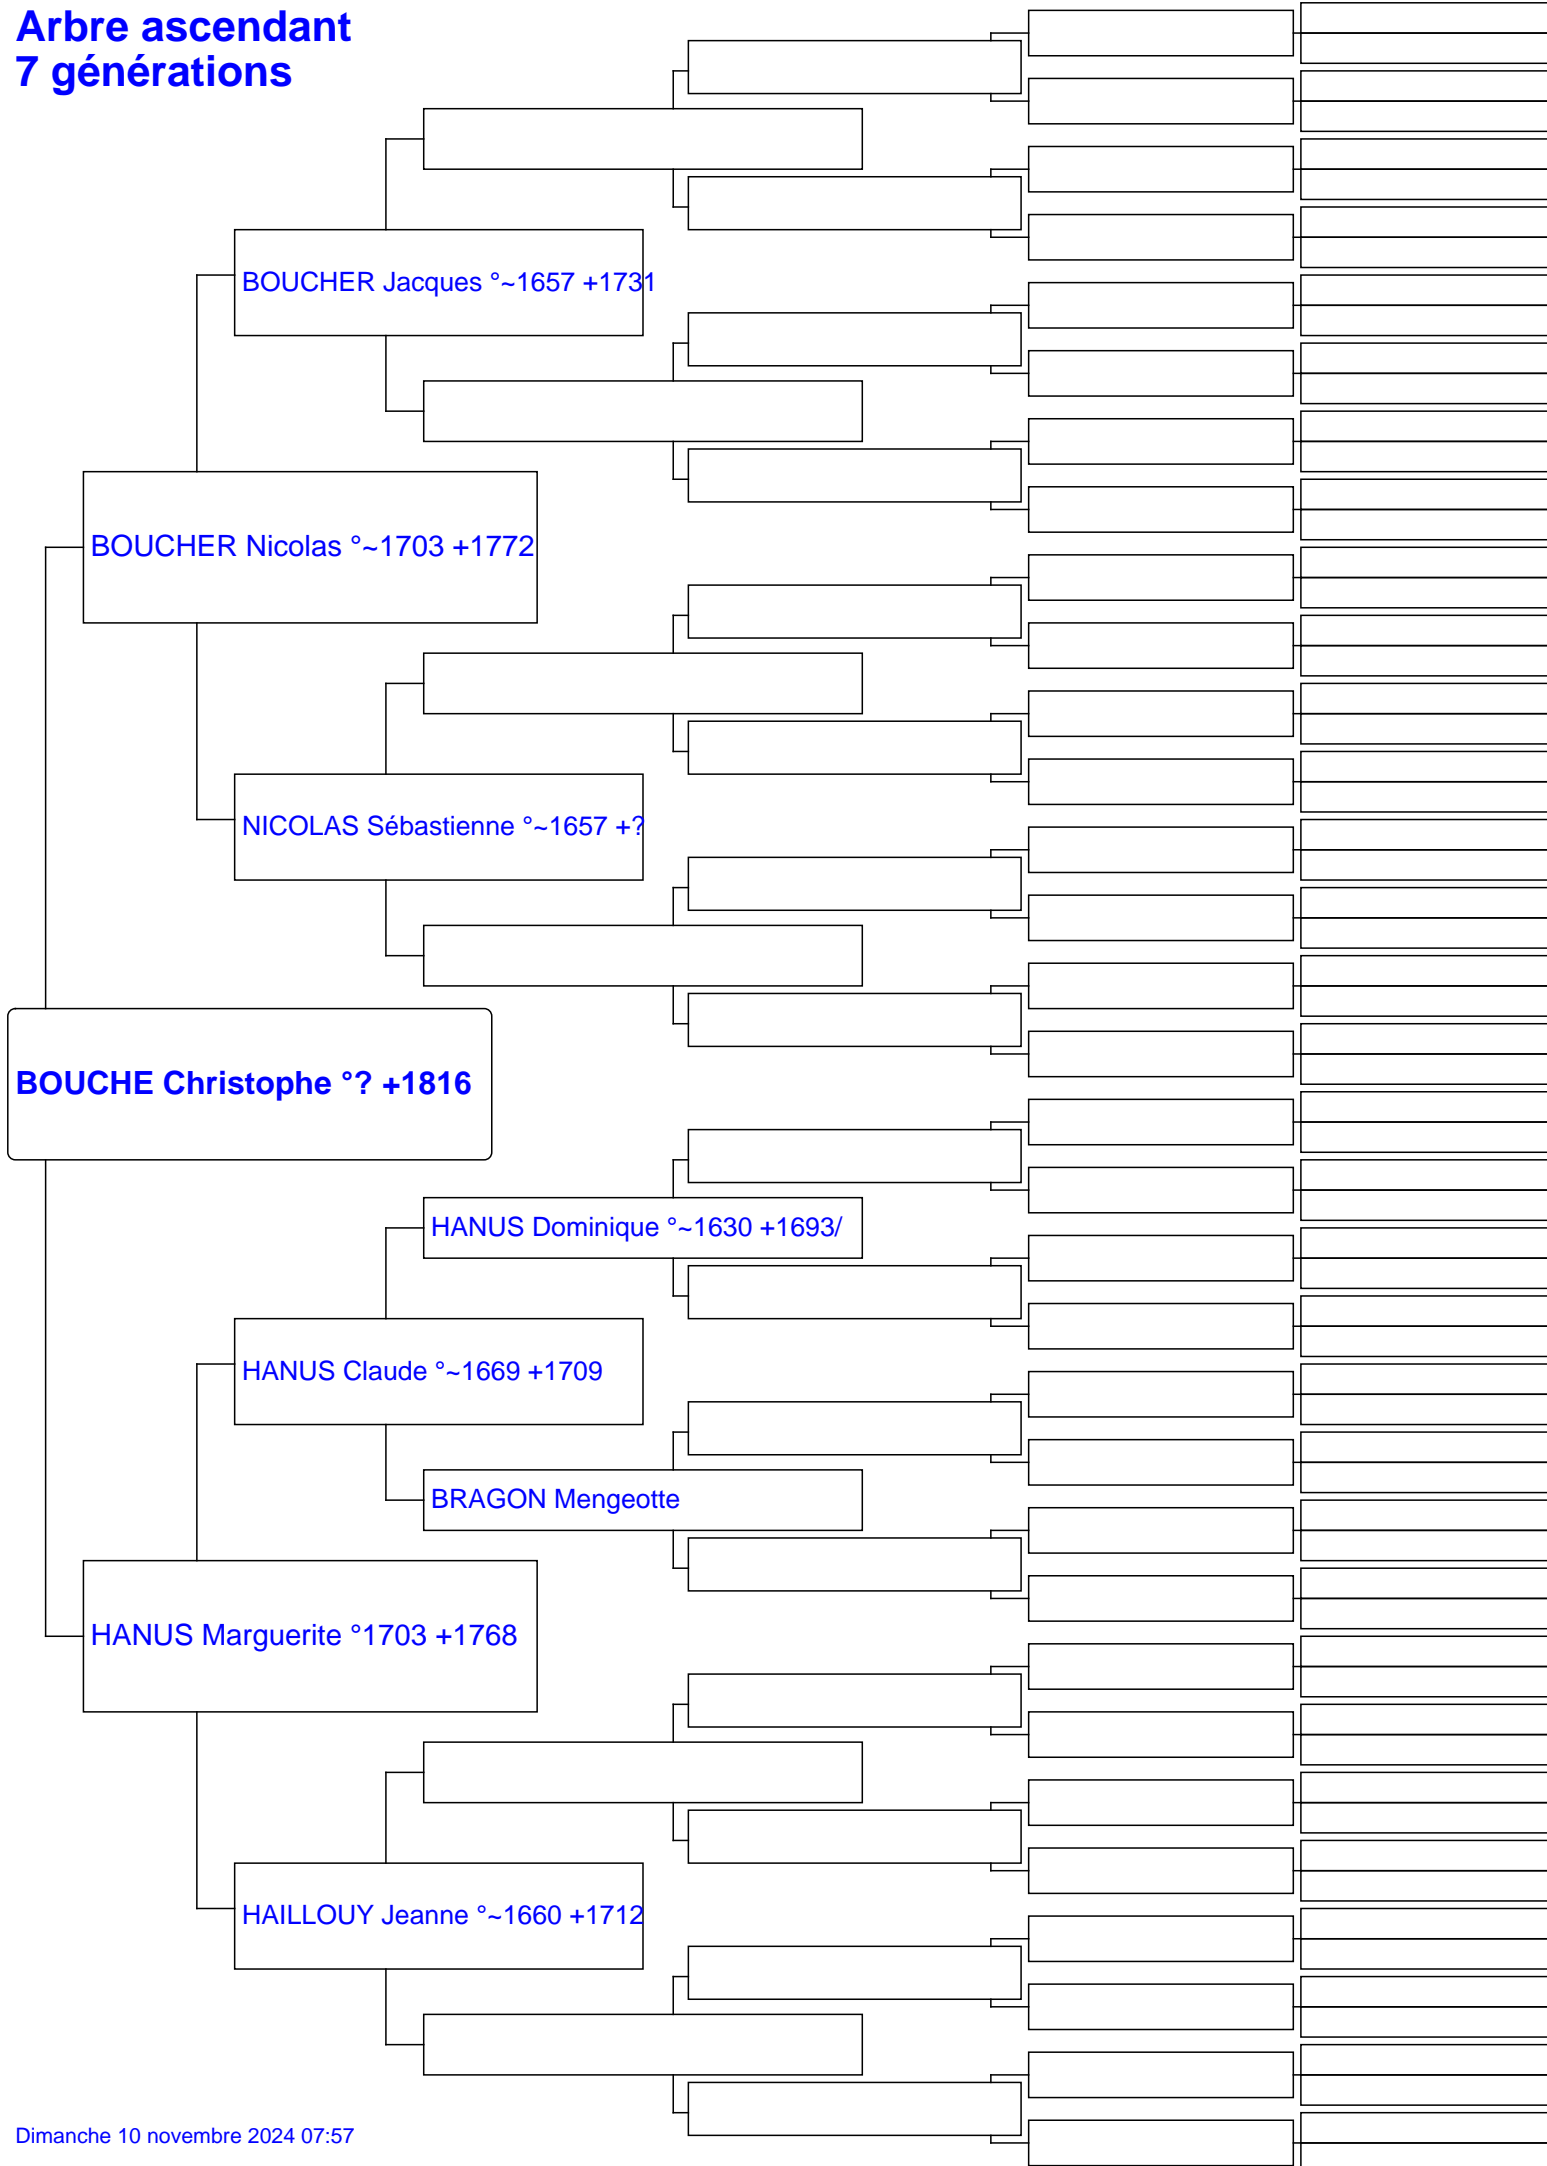 Arbre ascendant
7 générations
BOUCHER Jacques °~1657 +1731
BOUCHER Nicolas °~1703 +1772
NICOLAS Sébastienne °~1657 +?
BOUCHE Christophe °? +1816
HANUS Dominique °~1630 +1693/
HANUS Claude °~1669 +1709
BRAGON Mengeotte
HANUS Marguerite °1703 +1768
HAILLOUY Jeanne °~1660 +1712
Dimanche 10 novembre 2024 07:57